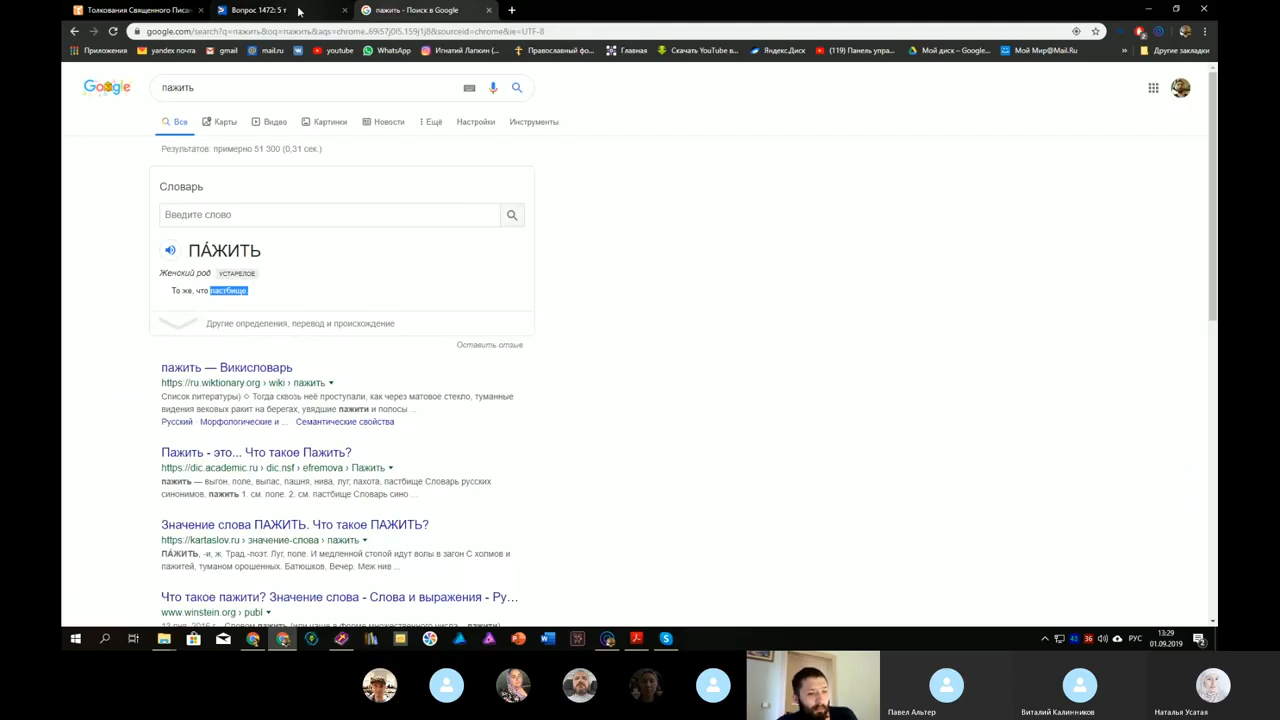 Толкования Священного Писан
Вопрос 1472: 5 т
пажить - Поиск в Google
google.com/search?q=пажить&oq=пажить&aqs=chrome..69i57j0l5.159j1j8&sourceid=chrome&ie=UTF-8
Приложения
yandex почта
gmail
mail.ru
youtube
WhatsApp
Игнатий Лапкин (...
Православный фо...
Главная
Скачать YouTube в...
Яндекс.Диск
(119) Панель упра...
Мой диск – Google...
Мой Мир@Mail.Ru
»
Другие закладки
Google
пажить
Все
Карты
Видео
Картинки
Новости
Ещё
Настройки
Инструменты
Результатов: примерно 51 300 (0,31 сек.)
Словарь
Введите слово
ПА́ЖИТЬ
Женский род УСТАРЕЛОЕ
То же, что пастбище.
Другие определения, перевод и происхождение
Оставить отзыв
пажить — Викисловарь
https://ru.wiktionary.org › wiki › пажить
Список литературы) ◇ Тогда сквозь неё проступали, как через матовое стекло, туманные
видения вековых ракит на берегах, увядшие пажити и полосы ...
Русский · Морфологические и ... · Семантические свойства
Пажить - это... Что такое Пажить?
https://dic.academic.ru › dic.nsf › efremova › Пажить
пажить — выгон, поле, выпас, пашня, нива, луг, пахота, пастбище Словарь русских
синонимов. пажить 1. см. поле. 2. см. пастбище Словарь сино ...
Значение слова ПАЖИТЬ. Что такое ПАЖИТЬ?
https://kartaslov.ru › значение-слова › пажить
ПА́ЖИТЬ, -и, ж. Трад.-поэт. Луг, поле. И медленной стопой идут волы в загон С холмов и
пажитей, туманом орошенных. Батюшков, Вечер. Меж нив ...
Что такое пажити? Значение слова - Слова и выражения - Ру…
www.winstein.org › publ
РУС
13:29
01.09.2019
Павел Альтер
Виталий Калинников
Наталья Усатая